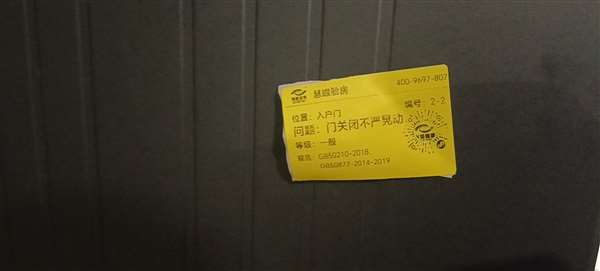 慧瞪验房
400-9697-807
位置：入户门
编号：2-2
问题：门关闭不严晃动
等级：一般
规范：GB50210-2018
GB50877-2014-2019